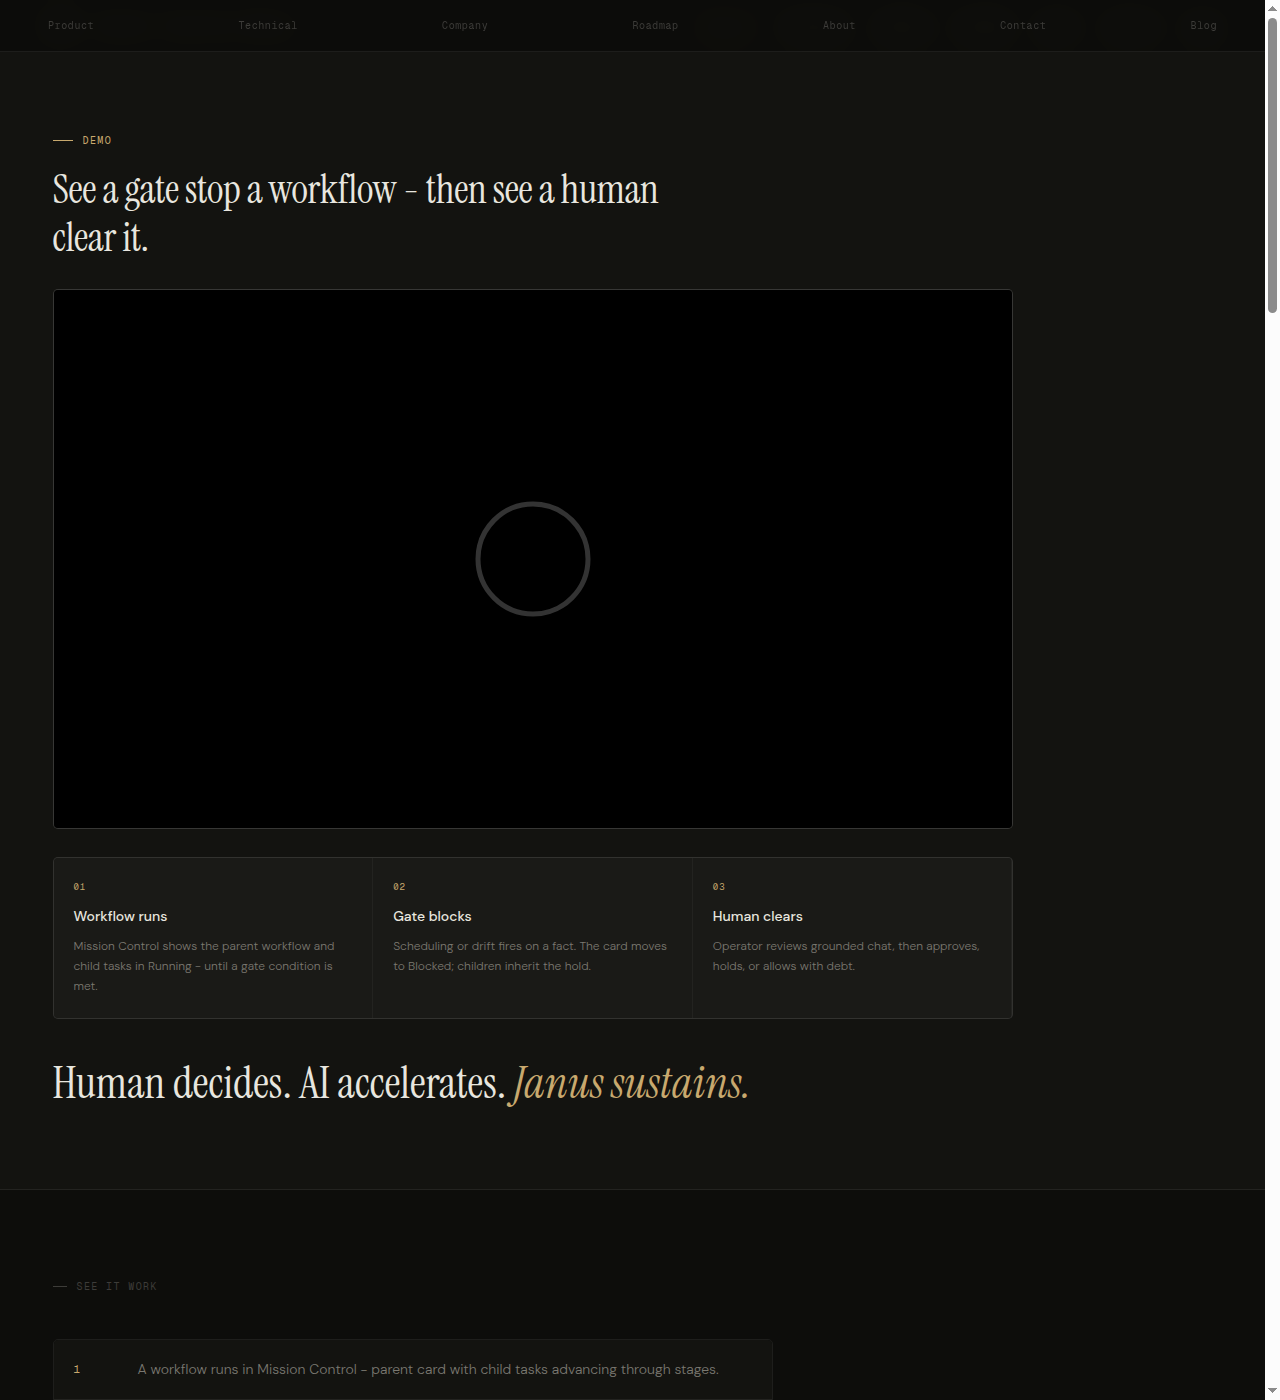 Product Technical Company Roadmap About Contact Blog
DEMO
See a gate stop a workflow – then see a human
clear it.
01
Workflow runs
Mission Control shows the parent workflow and
child tasks in Running – until a gate condition is
met.
02
Gate blocks
Scheduling or drift fires on a fact. The card moves
to Blocked; children inherit the hold.
03
Human clears
Operator reviews grounded chat, then approves,
holds, or allows with debt.
Human decides. AI accelerates. Janus sustains.
SEE IT WORK
1 A workflow runs in Mission Control – parent card with child tasks advancing through stages.